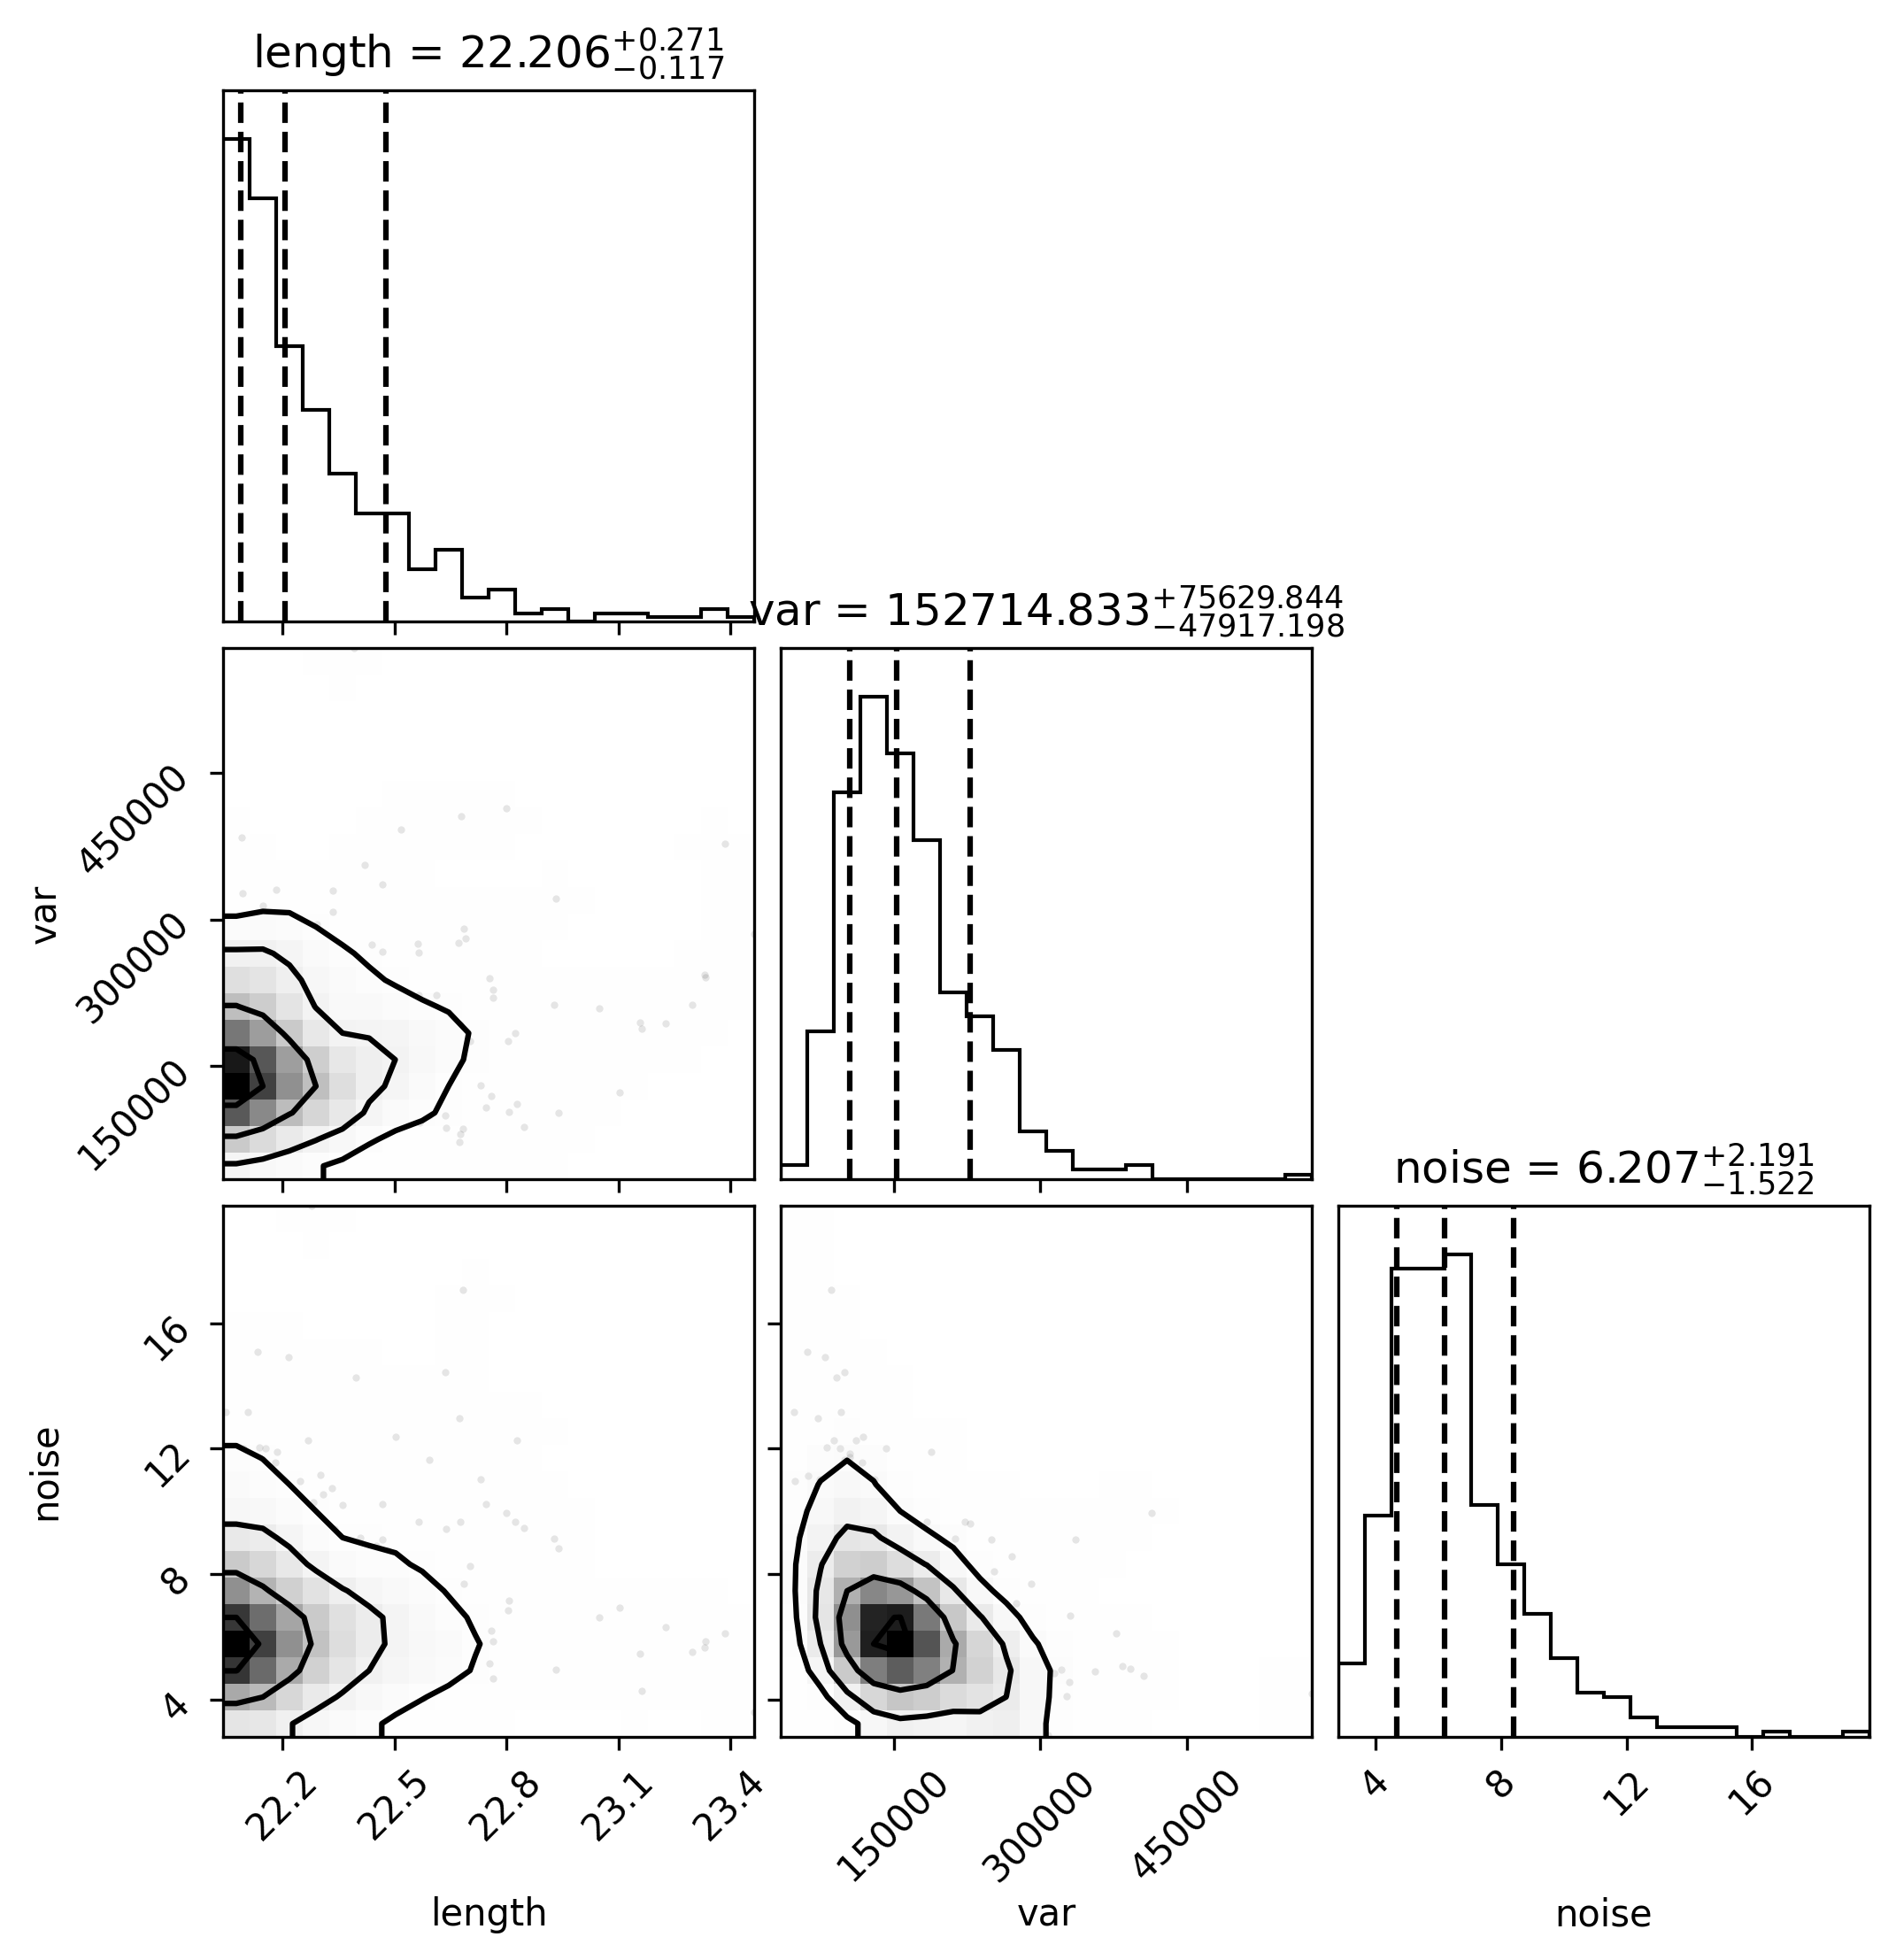 length = 22.206+0.271−0.117
var = 152714.833+75629.844−47917.198
450000
300000
150000
var
noise = 6.207+2.191−1.522
16
12
8
4
noise
22.2 22.5 22.8 23.1 23.4
150000 300000 450000
4 8 12 16
length var noise